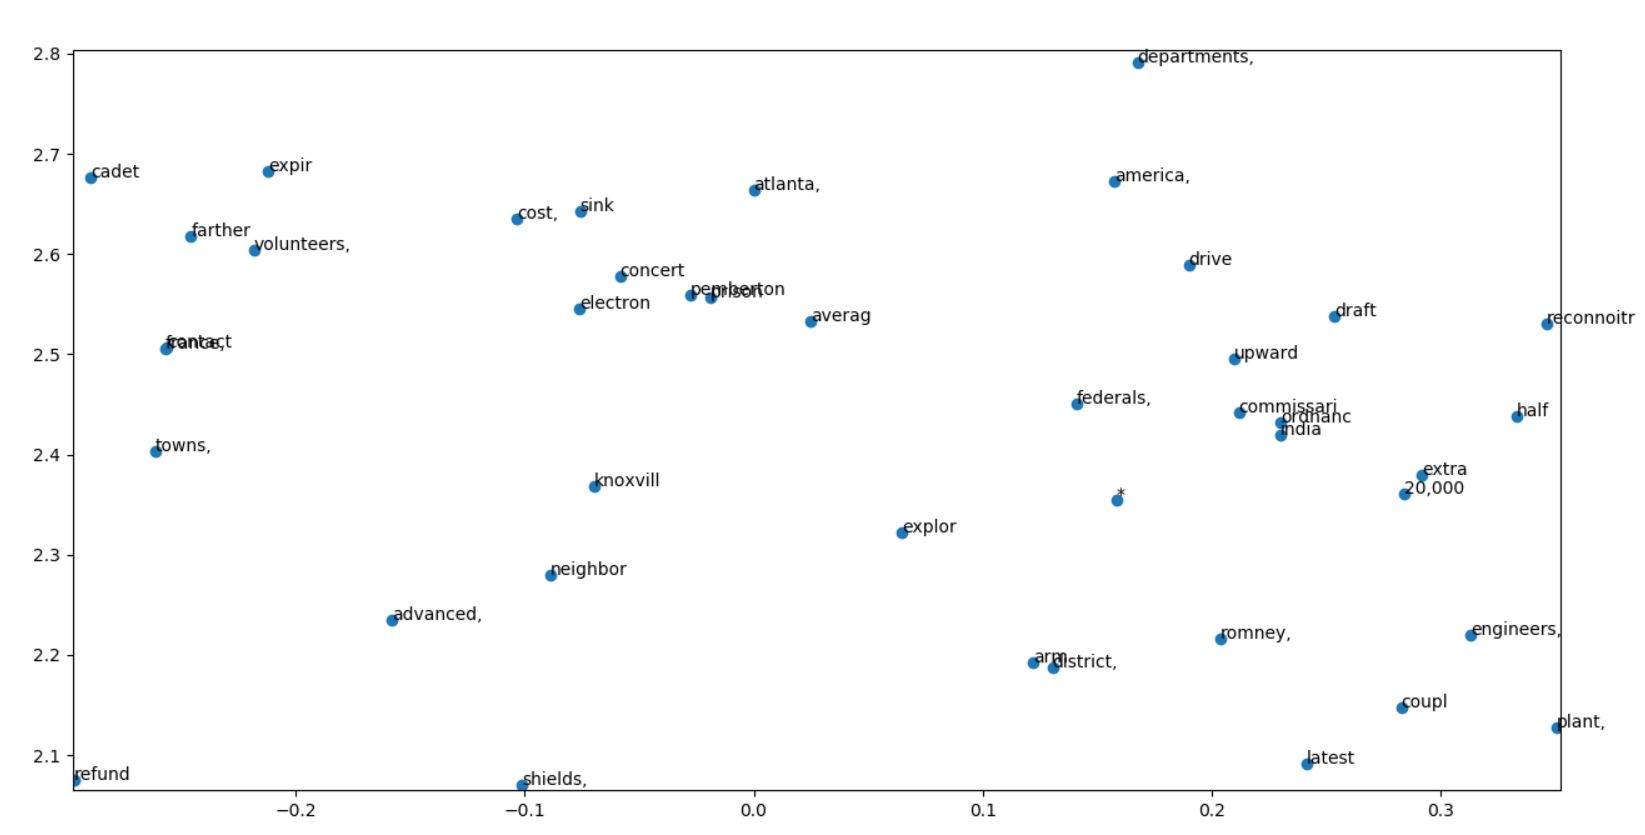 departments,
2.8
2.7
2.6
2.5
2.4
2.3
2.2
2.1
cadet
expir
atlanta,
america,
farther
volunteers,
cost,
sink
drive
concert
pemberton
prison
electron
averag
draft
reconnoitr
contact
france,
upward
federals,
commissari
ordnanc
india
half
towns,
knoxvill
extra
20,000
*
explor
neighbor
advanced,
romney,
engineers,
arm
district,
coupl
plant,
latest
refund
shields,
−0.2
−0.1
0.0
0.1
0.2
0.3